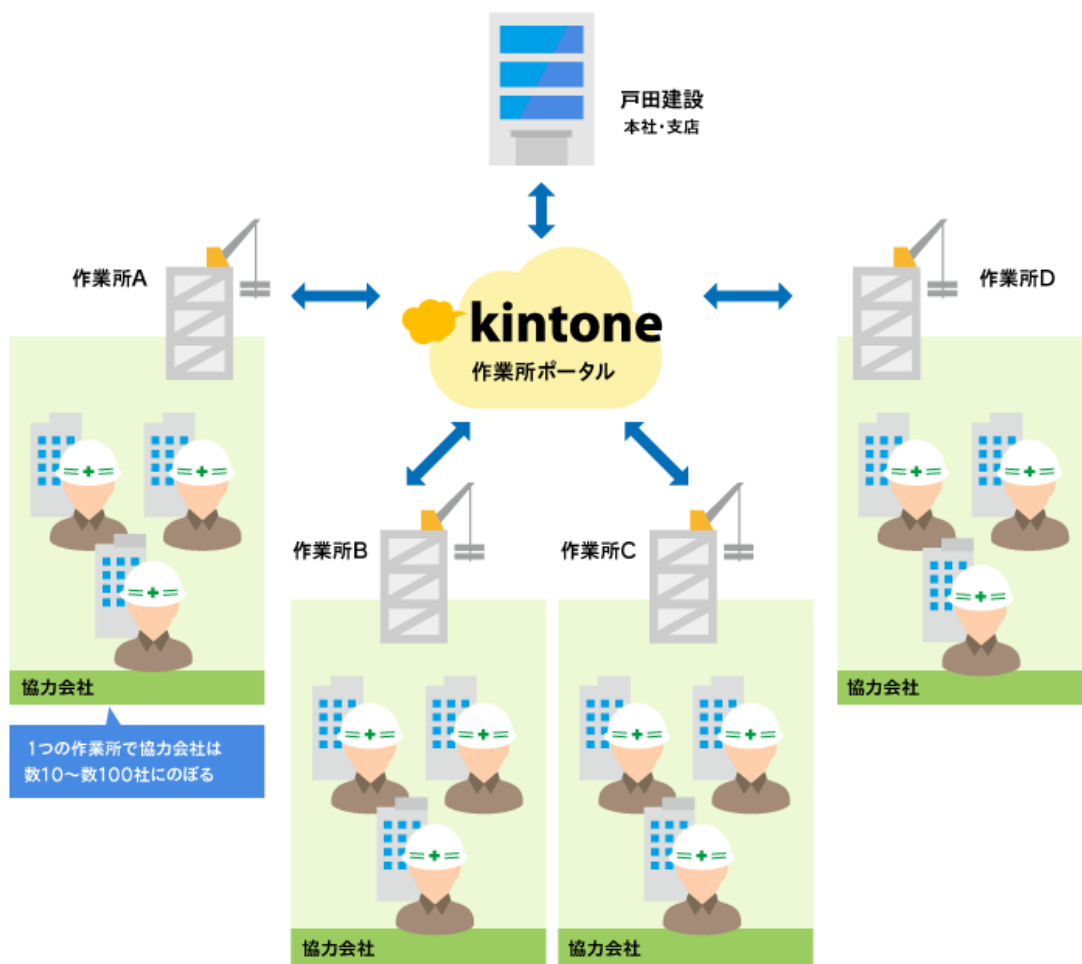 戸田建設
本社・支店
作業所A
作業所D
kintone
作業所ポータル
作業所B
作業所C
協力会社
協力会社
1つの作業所で協力会社は
数10～数100社にのぼる
協力会社
協力会社